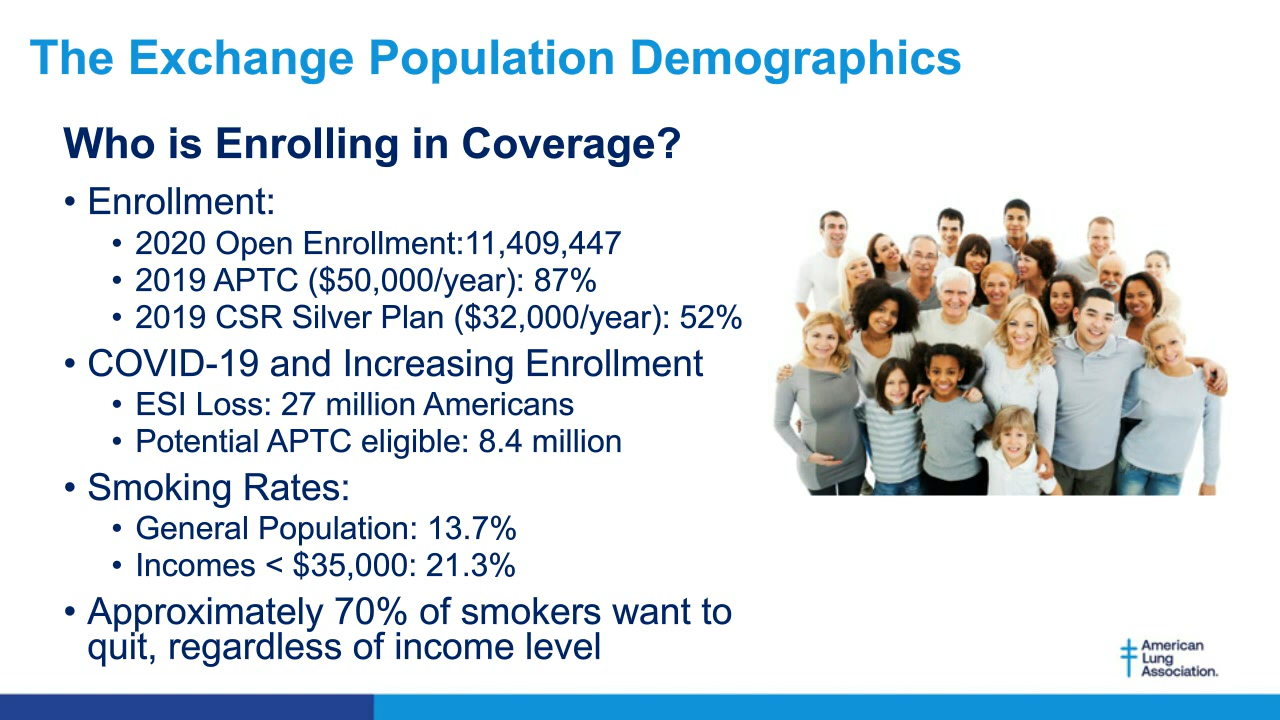 The Exchange Population Demographics
Who is Enrolling in Coverage?
• Enrollment:
• 2020 Open Enrollment:11,409,447
• 2019 APTC ($50,000/year): 87%
• 2019 CSR Silver Plan ($32,000/year): 52%
• COVID-19 and Increasing Enrollment
• ESI Loss: 27 million Americans
• Potential APTC eligible: 8.4 million
• Smoking Rates:
• General Population: 13.7%
• Incomes < $35,000: 21.3%
• Approximately 70% of smokers want to
quit, regardless of income level
American
Lung
Association.